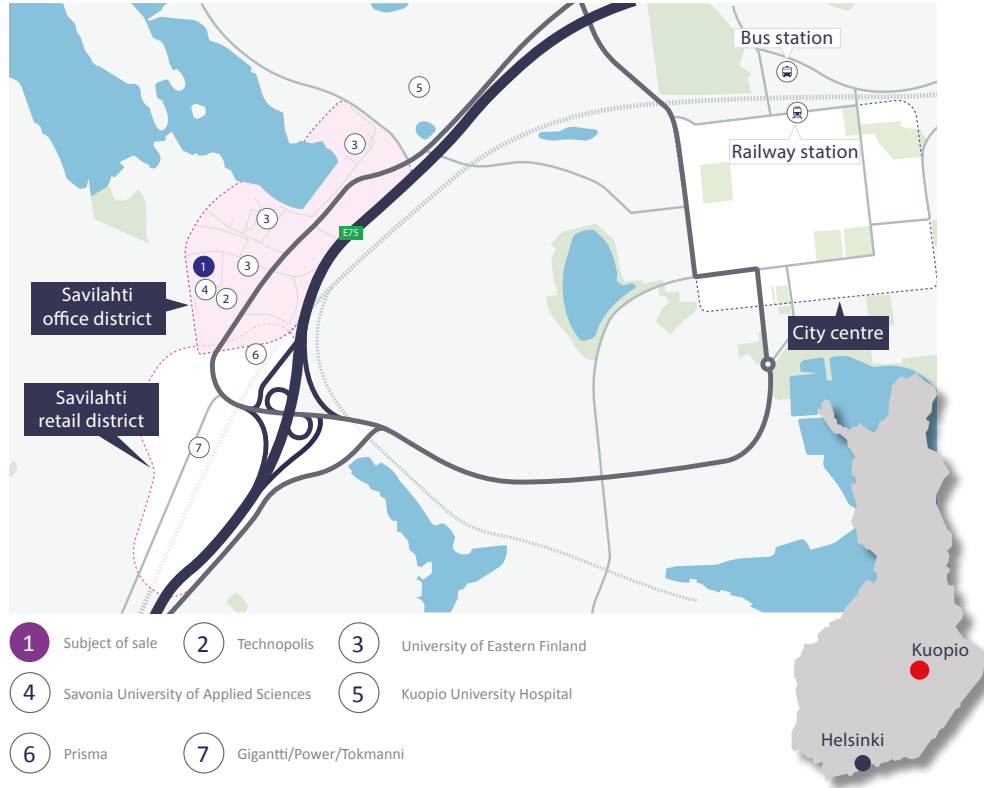 Bus station
5
3
Railway station
3
E75
1
3
4
2
Savilahti
office district
City centre
6
Savilahti
retail district
7
1 Subject of sale
2 Technopolis
3 University of Eastern Finland
4 Savonia University of Applied Sciences
5 Kuopio University Hospital
6 Prisma
7 Gigantti/Power/Tokmanni
Kuopio
Helsinki